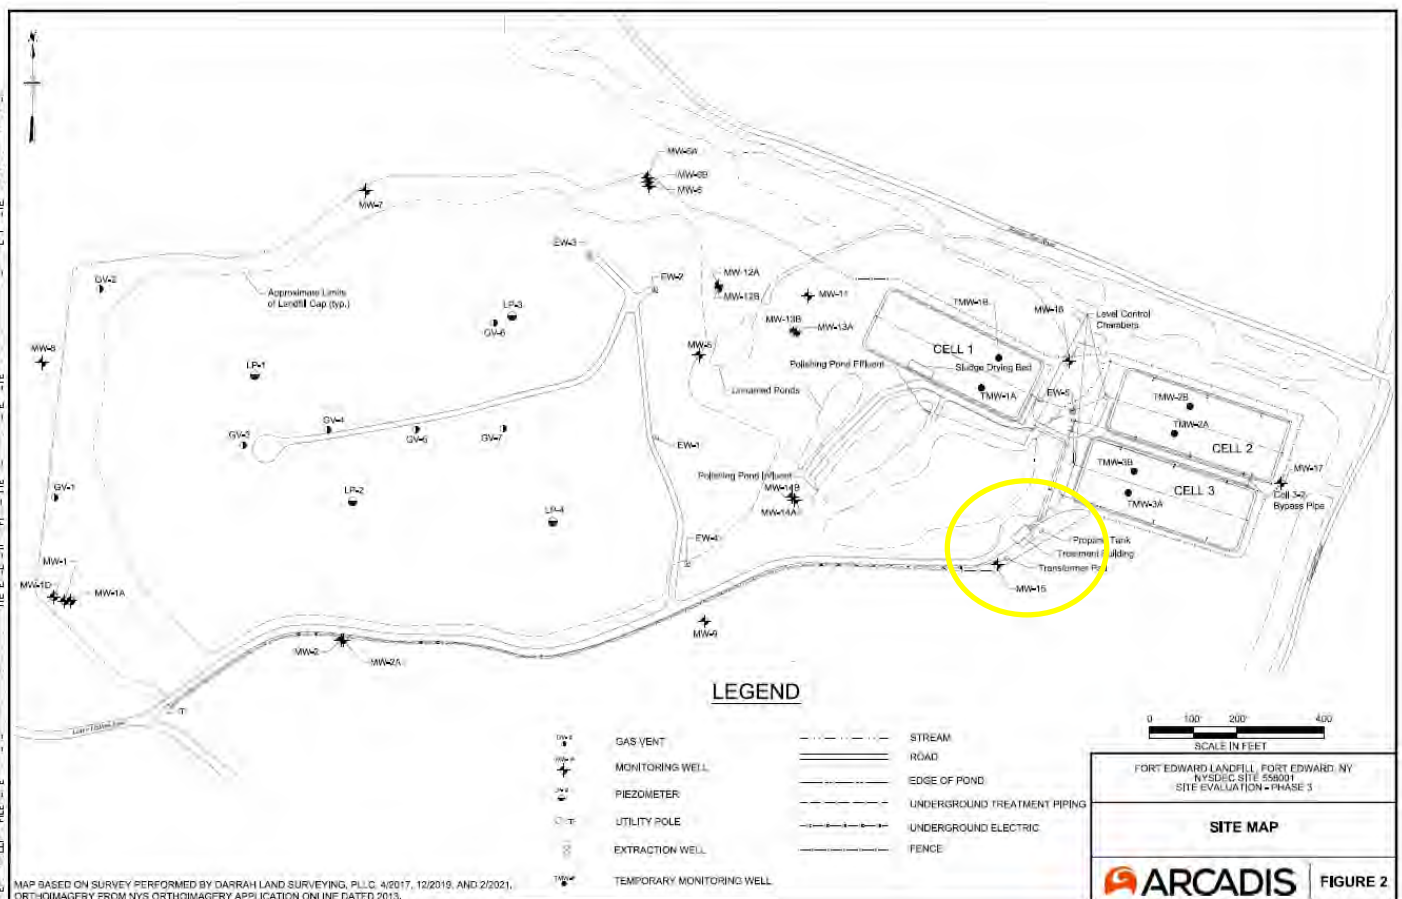 MW-6A
MW-6B
MW-6
MW-7
EW-3
GV-2
EW-2
MW-12A
MW-12B
MW-11
Approximate Limits
of Landfill Cap (typ.)
LP-3
GV-6
TMW-1B
MW-16
Level Control
Chambers
MW-13B
MW-13A
MW-8
MW-5
CELL 1
Polishing Pond Effluent
Sludge Drying Bed
LP-1
Unnamed Ponds
TMW-1A
EW-5
TMW-2B
GV-4
TMW-2A
GV-3
GV-6
GV-7
EW-1
CELL 2
Polishing Pond Influent
TMW-3B
MW-17
GV-1
LP-2
MW-14B
CELL 3
Cell 3-2
Bypass Pipe
MW-14A
TMW-3A
LP-4
EW-4
Propane Tank
Treatment Building
Transformer Pad
MW-1
MW-1D
MW-1A
MW-15
MW-9
MW-2
MW-2A
LEGEND
GAS VENT
MONITORING WELL
PIEZOMETER
UTILITY POLE
EXTRACTION WELL
TEMPORARY MONITORING WELL
STREAM
ROAD
EDGE OF POND
UNDERGROUND TREATMENT PIPING
UNDERGROUND ELECTRIC
FENCE
0 100' 200' 400'
SCALE IN FEET
FORT EDWARD LANDFILL, FORT EDWARD, NY
NYSDEC SITE 558001
SITE EVALUATION - PHASE 3
SITE MAP
ARCADIS
FIGURE 2
MAP BASED ON SURVEY PERFORMED BY DARRAH LAND SURVEYING, PLLC. 4/2017, 12/2019, AND 2/2021.
ORTHOIMAGERY FROM NYS ORTHOIMAGERY APPLICATION ONLINE DATED 2013.